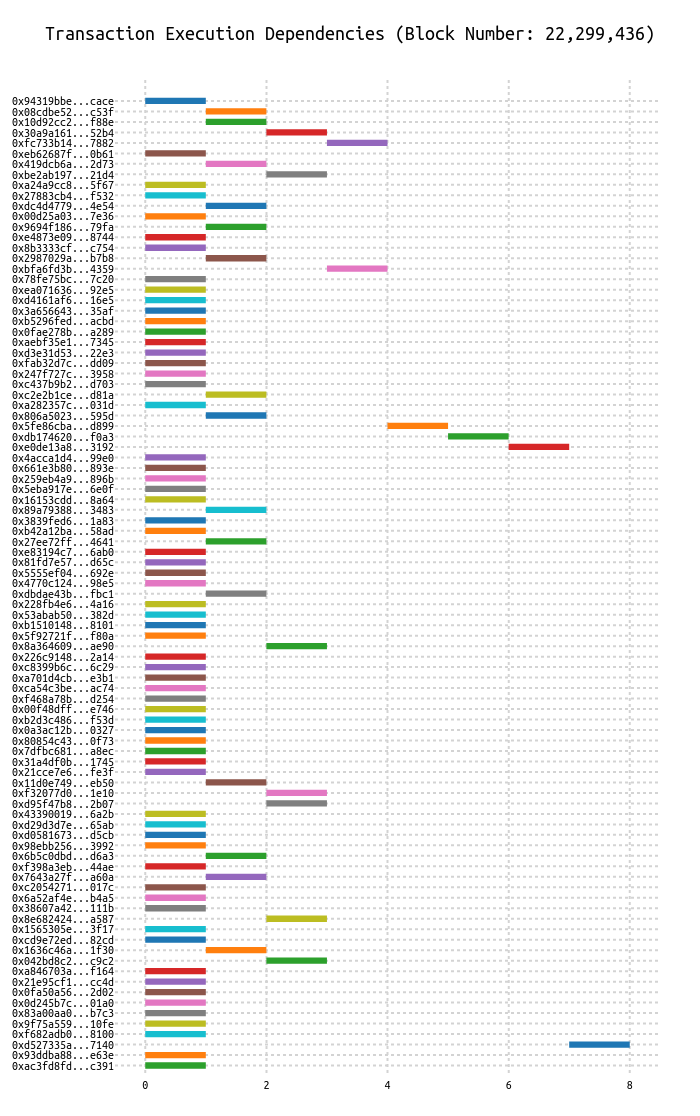 Transaction Execution Dependencies (Block Number: 22,299,436)
0x94319bbe...cace
0x08cdbe52...c53f
0x10d92cc2...f88e
0x30a9a161...52b4
0xfc733b14...7882
0xeb62687f...0b61
0x419dcb6a...2d73
0xbe2ab197...21d4
0xa24a9cc8...5f67
0x27883cb4...f532
0xdc4d4779...4e54
0x00d25a03...7e36
0x9694f186...79fa
0xe4873e09...8744
0x8b3333cf...c754
0x2987029a...b7b8
0xbfa6fd3b...4359
0x78fe75bc...7c20
0xea071636...92e5
0xd4161af6...16e5
0x3a656643...35af
0xb5296fed...acbd
0x0fae278b...a289
0xaebf35e1...7345
0xd3e31d53...22e3
0xfab32d7c...dd09
0x247f727c...3958
0xc437b9b2...d703
0xc2e2b1ce...d81a
0xa282357c...031d
0x806a5023...595d
0x5fe86cba...d899
0xdb174620...f0a3
0xe0de13a8...3192
0x4acca1d4...99e0
0x661e3b80...893e
0x259eb4a9...896b
0x5eba917e...6e0f
0x16153cdd...8a64
0x89a79388...3483
0x3839fed6...1a83
0xb42a12ba...58ad
0x27ee72ff...4641
0xe83194c7...6ab0
0x81fd7e57...d65c
0x5555ef04...692e
0x4770c124...98e5
0xdbdae43b...fbc1
0x228fb4e6...4a16
0x53abab50...382d
0xb1510148...8101
0x5f92721f...f80a
0x8a364609...ae90
0x226c9148...2a14
0xc8399b6c...6c29
0xa701d4cb...e3b1
0xca54c3be...ac74
0xf468a78b...d254
0x00f48dff...e746
0xb2d3c486...f53d
0x0a3ac12b...0327
0x80854c43...0f73
0x7dfbc681...a8ec
0x31a4df0b...1745
0x21cce7e6...fe3f
0x11d0e749...eb50
0xf32077d0...1e10
0xd95f47b8...2b07
0x43390019...6a2b
0xd29d3d7e...65ab
0xd0581673...d5cb
0x98ebb256...3992
0x6b5c0dbd...d6a3
0xf398a3eb...44ae
0x7643a27f...a60a
0xc2054271...017c
0x6a52af4e...b4a5
0x38607a42...111b
0x8e682424...a587
0x1565305e...3f17
0xcd9e72ed...82cd
0x1636c46a...1f30
0x042bd8c2...c9c2
0xa846703a...f164
0x21e95cf1...cc4d
0x0fa50a56...2d02
0x0d245b7c...01a0
0x83a00aa0...b7c3
0x9f75a559...10fe
0xf682adb0...8100
0xd527335a...7140
0x93ddba88...e63e
0xac3fd8fd...c391
0 2 4 6 8